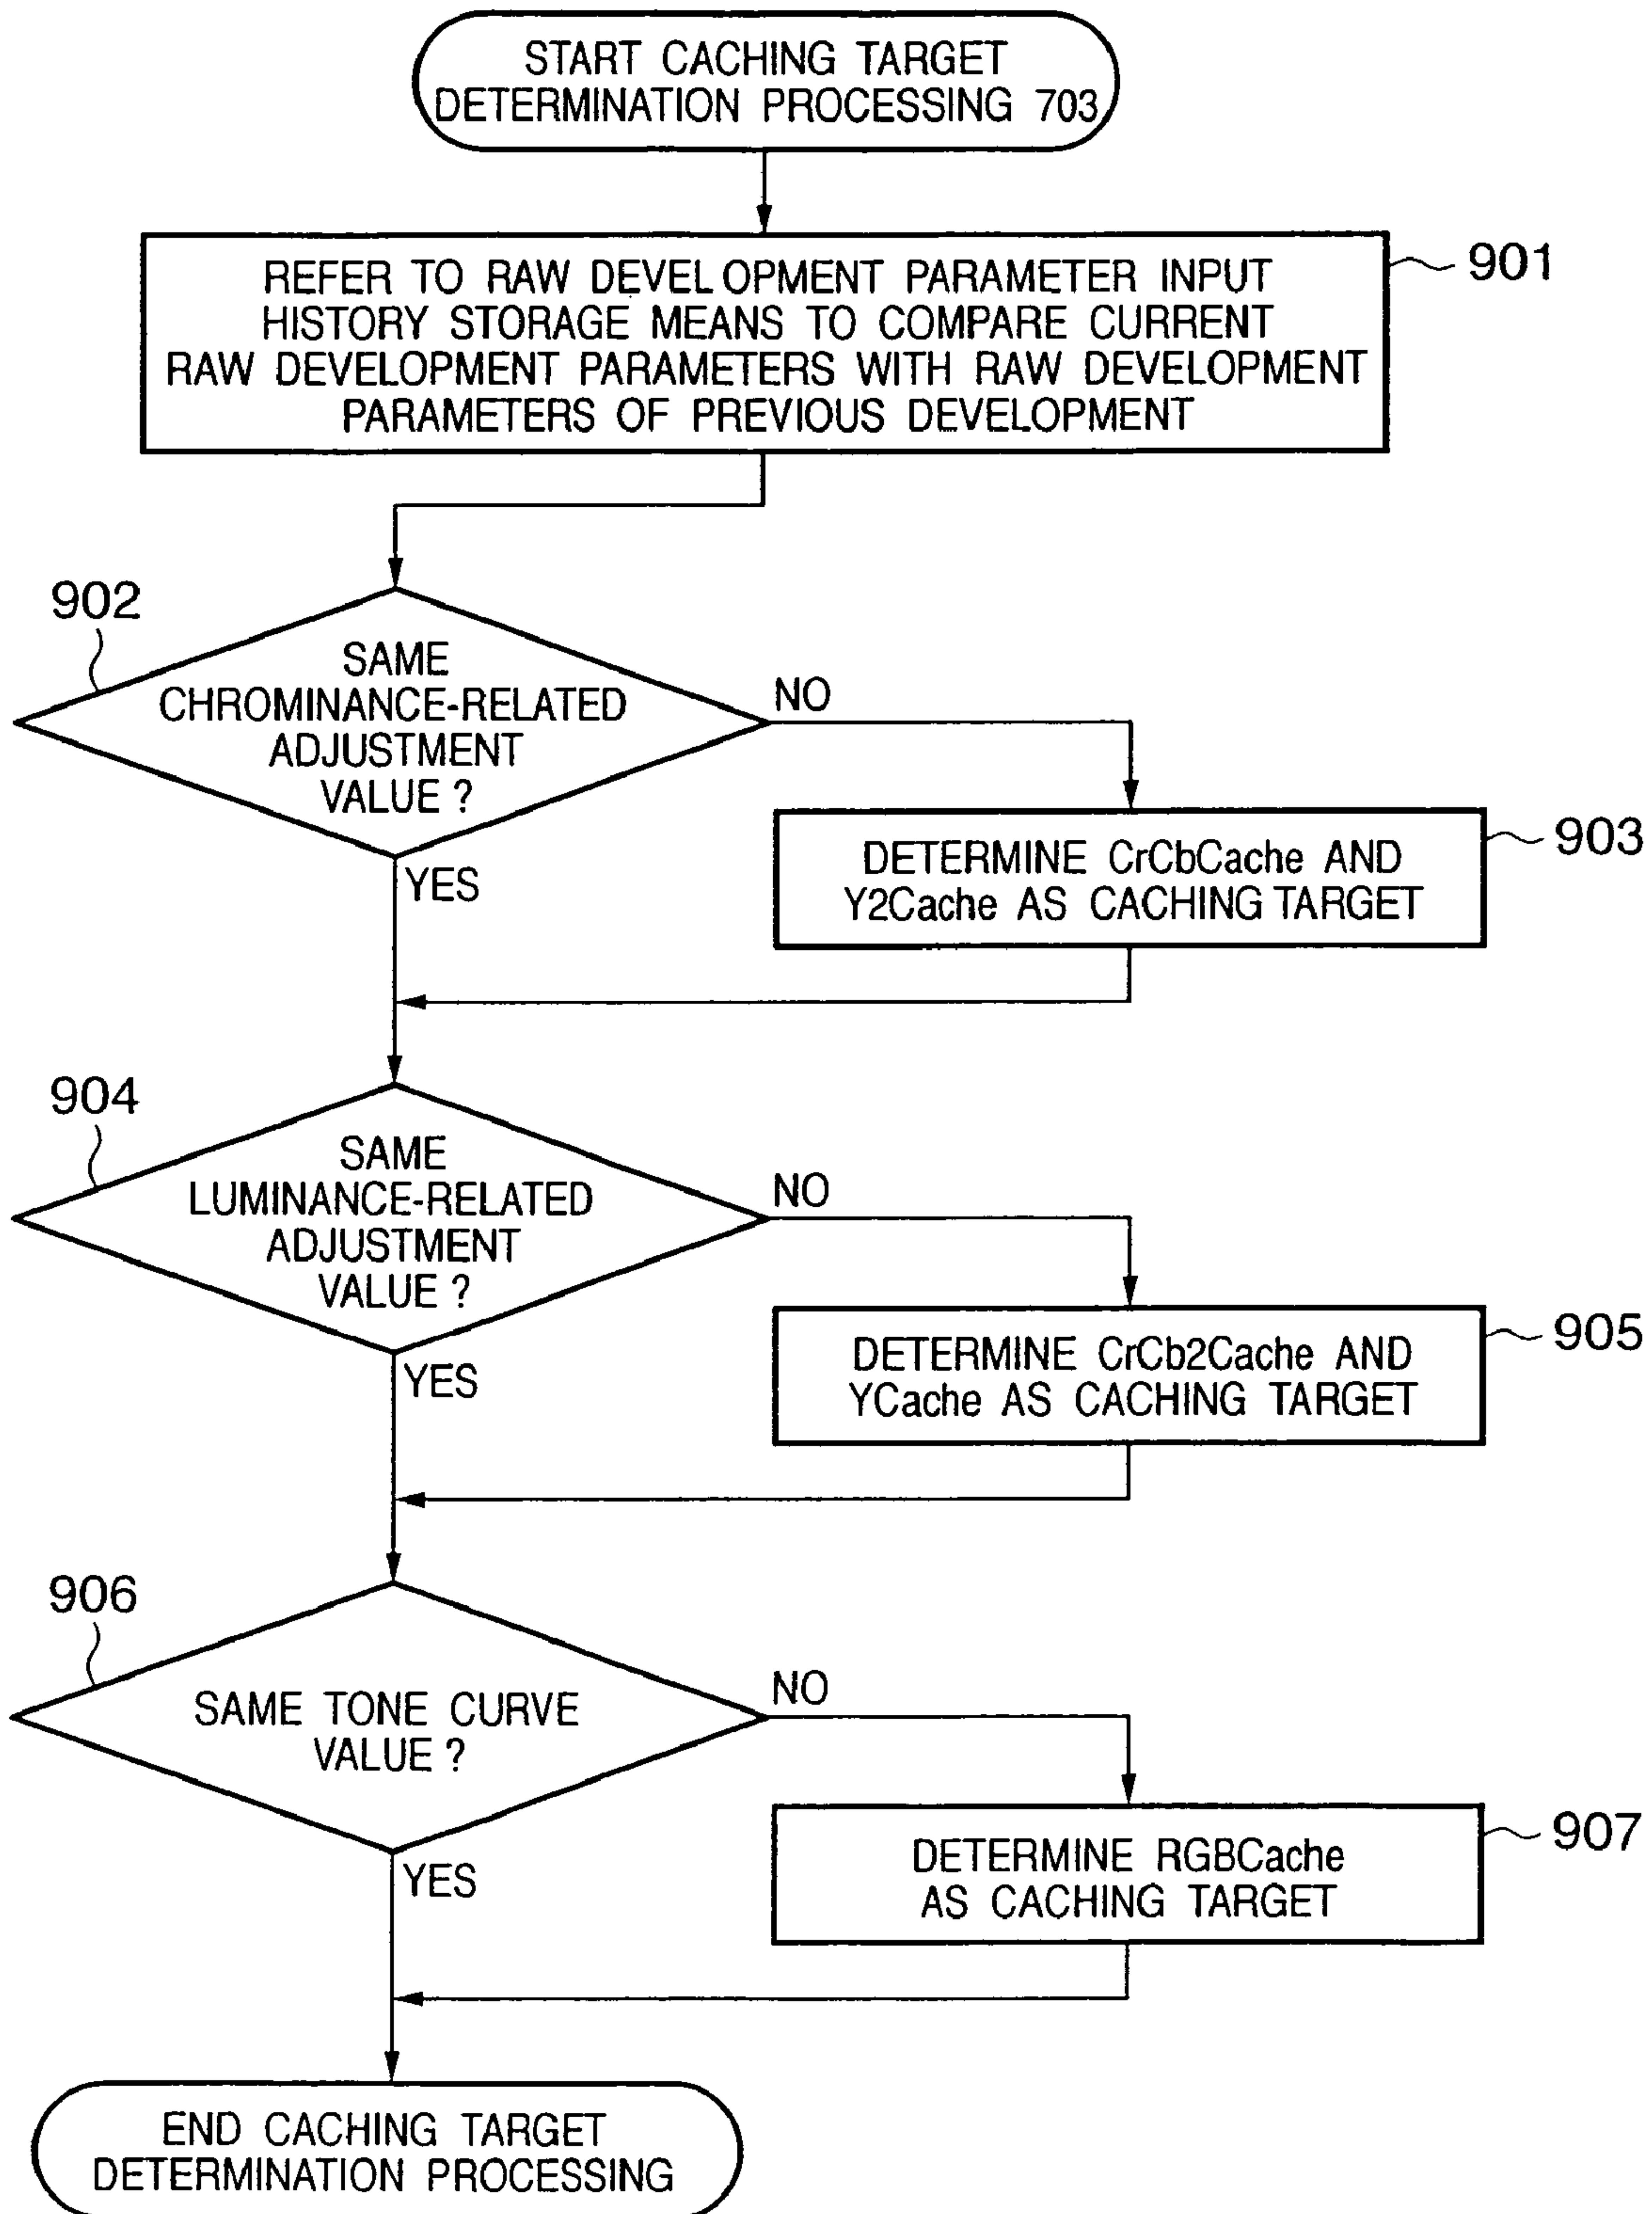 START CACHING TARGET
DETERMINATION PROCESSING 703
REFER TO RAW DEVELOPMENT PARAMETER INPUT
HISTORY STORAGE MEANS TO COMPARE CURRENT
RAW DEVELOPMENT PARAMETERS WITH RAW DEVELOPMENT
PARAMETERS OF PREVIOUS DEVELOPMENT
901
902
SAME
CHROMINANCE-RELATED
ADJUSTMENT
VALUE ?
NO
YES
903
DETERMINE CrCbCache AND
Y2Cache AS CACHING TARGET
904
SAME
LUMINANCE-RELATED
ADJUSTMENT
VALUE ?
NO
YES
905
DETERMINE CrCb2Cache AND
YCache AS CACHING TARGET
906
SAME TONE CURVE
VALUE ?
NO
YES
907
DETERMINE RGBCache
AS CACHING TARGET
END CACHING TARGET
DETERMINATION PROCESSING